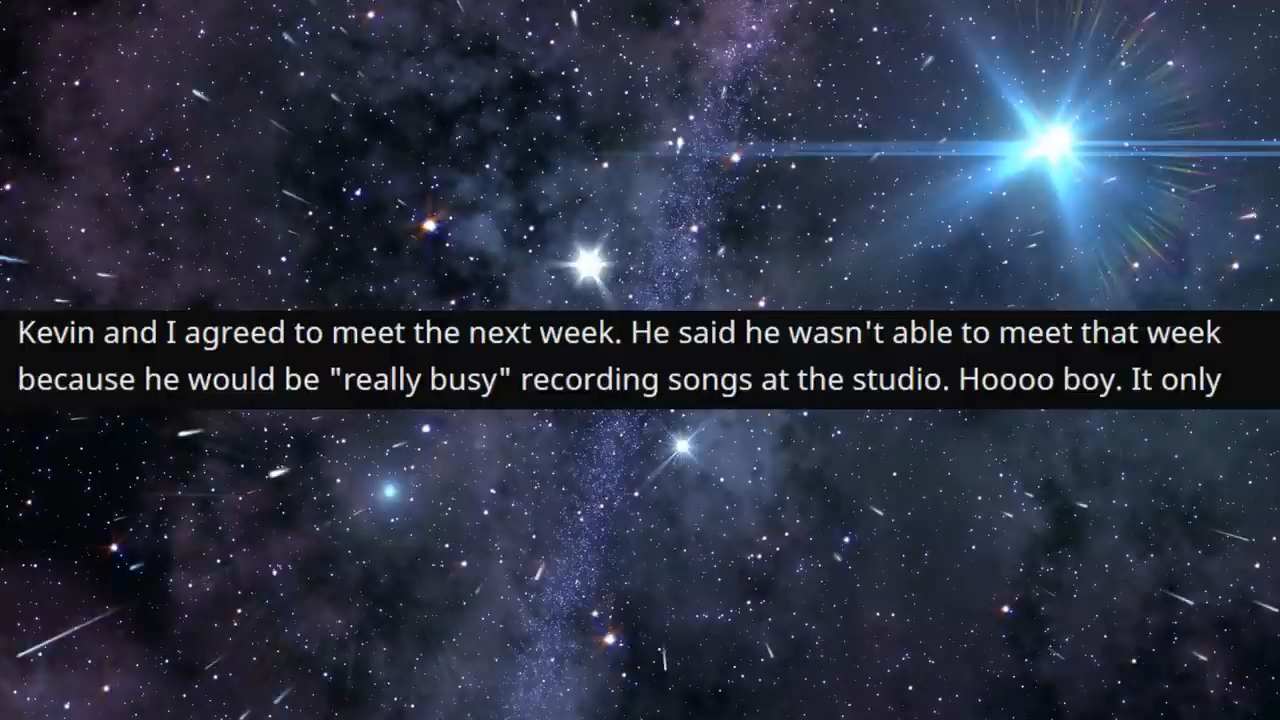 Kevin and I agreed to meet the next week. He said he wasn't able to meet that week
because he would be "really busy" recording songs at the studio. Hoooo boy. It only